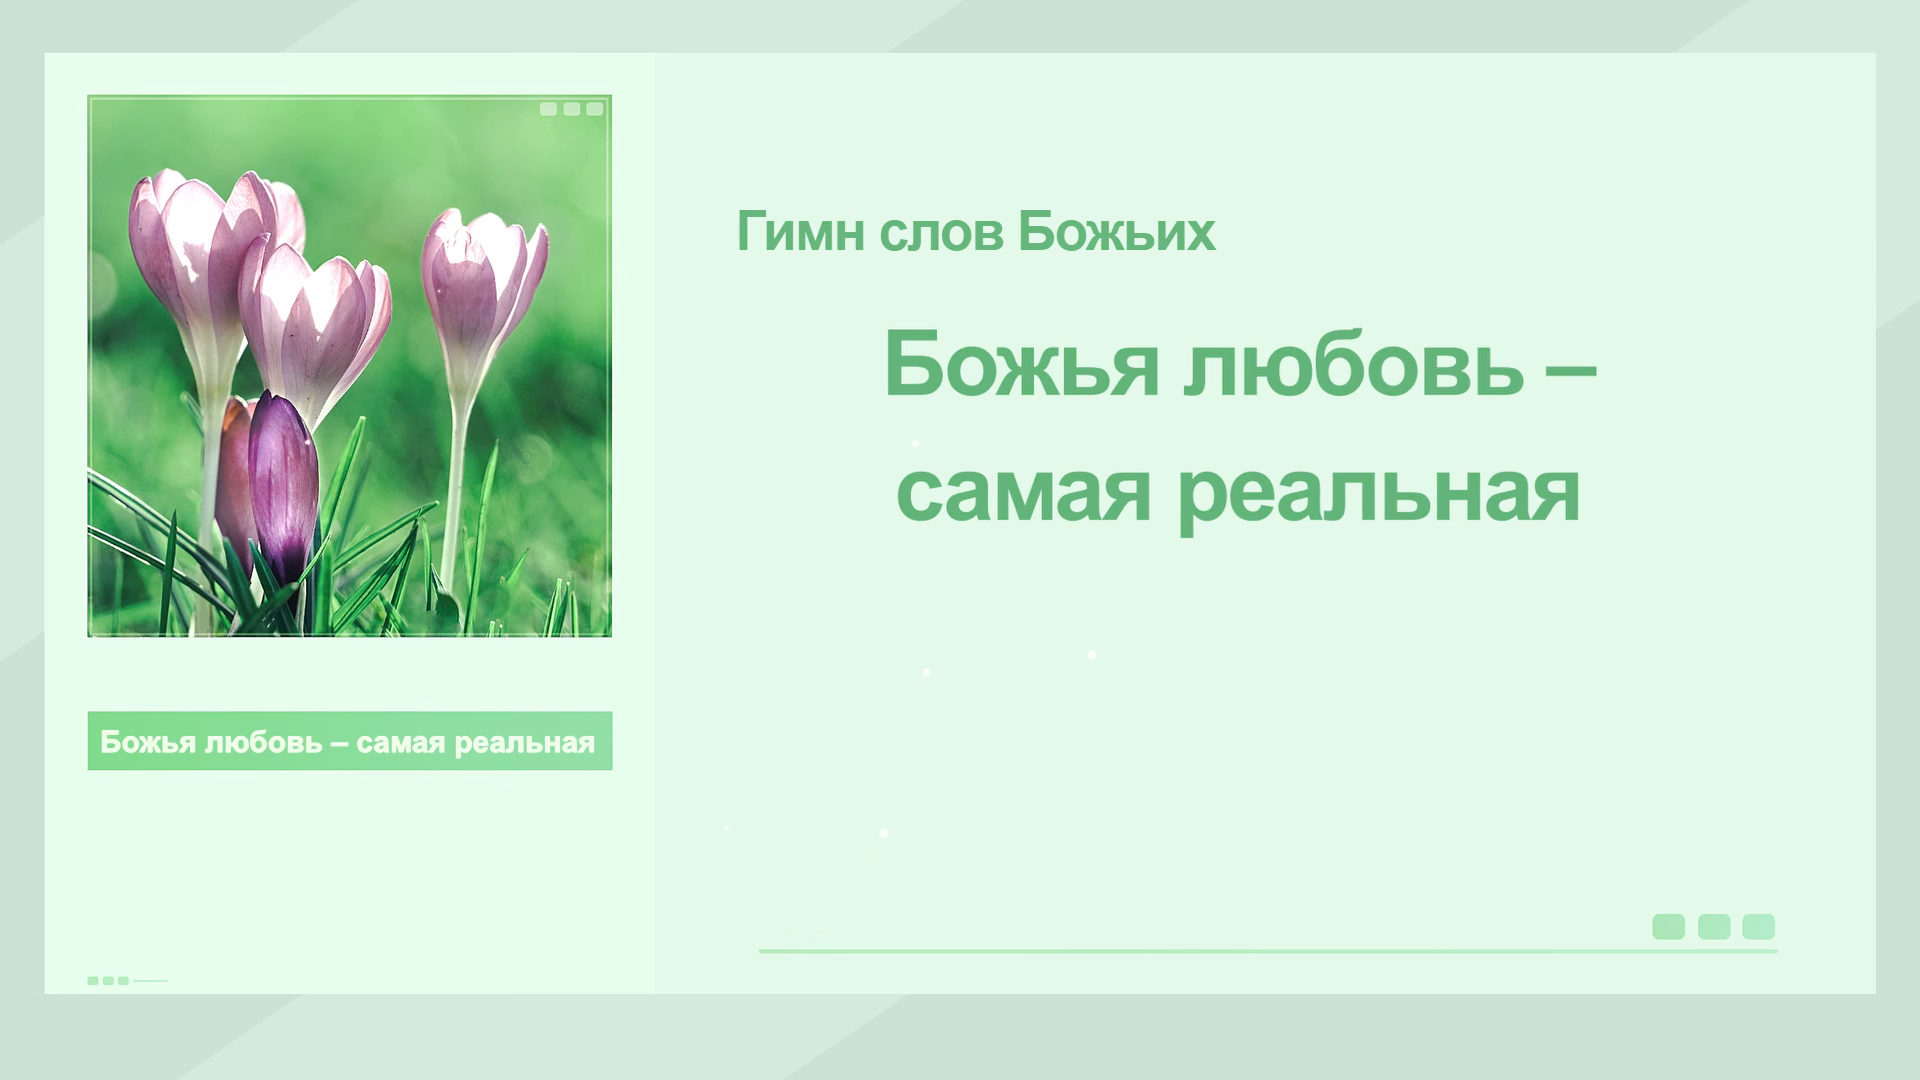 Гимн слов Божьих
Божья любовь –
самая реальная
Божья любовь – самая реальная